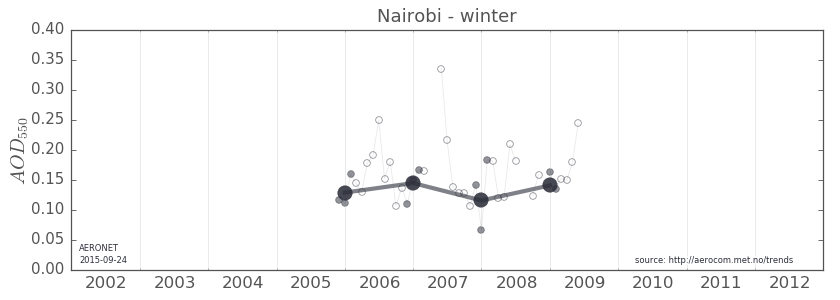 Nairobi - winter
0.40
0.35
0.30
0.25
0.20
0.15
0.10
0.05
0.00
AOD550
AERONET
2015-09-24
source: http://aerocom.met.no/trends
2002 2003 2004 2005 2006 2007 2008 2009 2010 2011 2012